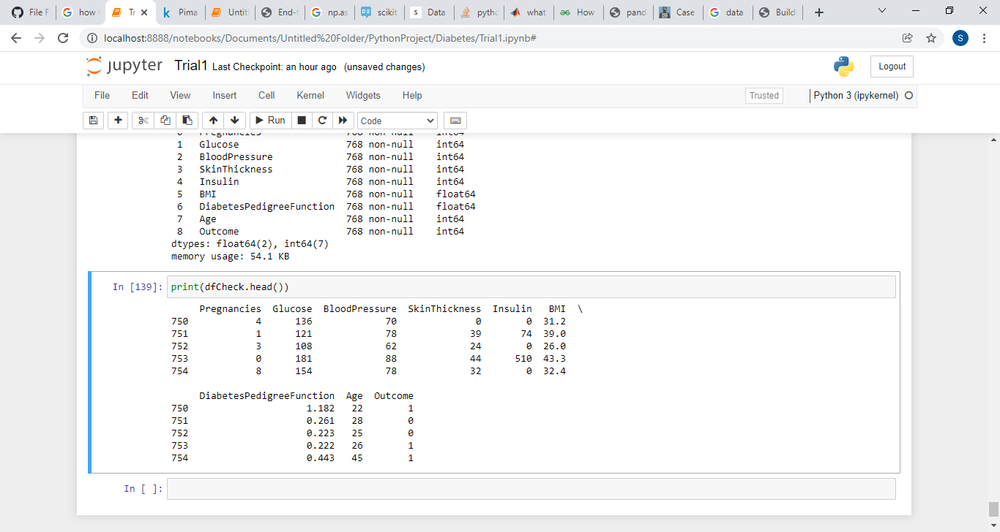 File F
how
Tr
Pima
Untitl
End-t
np.as
scikit
Data
pytho
what
How
pand
Case
data
Build
localhost:8888/notebooks/Documents/Untitled%20Folder/PythonProject/Diabetes/Trial1.ipynb#
S
jupyter Trial1 Last Checkpoint: an hour ago (unsaved changes)
Logout
File Edit View Insert Cell Kernel Widgets Help
Trusted Python 3 (ipykernel)
Run Code
0 Pregnancies 768 non-null int64
1 Glucose 768 non-null int64
2 BloodPressure 768 non-null int64
3 SkinThickness 768 non-null int64
4 Insulin 768 non-null int64
5 BMI 768 non-null float64
6 DiabetesPedigreeFunction 768 non-null float64
7 Age 768 non-null int64
8 Outcome 768 non-null int64
dtypes: float64(2), int64(7)
memory usage: 54.1 KB
In [139]: print(dfCheck.head())
Pregnancies Glucose BloodPressure SkinThickness Insulin BMI \
750 4 136 70 0 0 31.2
751 1 121 78 39 74 39.0
752 3 108 62 24 0 26.0
753 0 181 88 44 510 43.3
754 8 154 78 32 0 32.4
DiabetesPedigreeFunction Age Outcome
750 1.182 22 1
751 0.261 28 0
752 0.223 25 0
753 0.222 26 1
754 0.443 45 1
In [ ]: